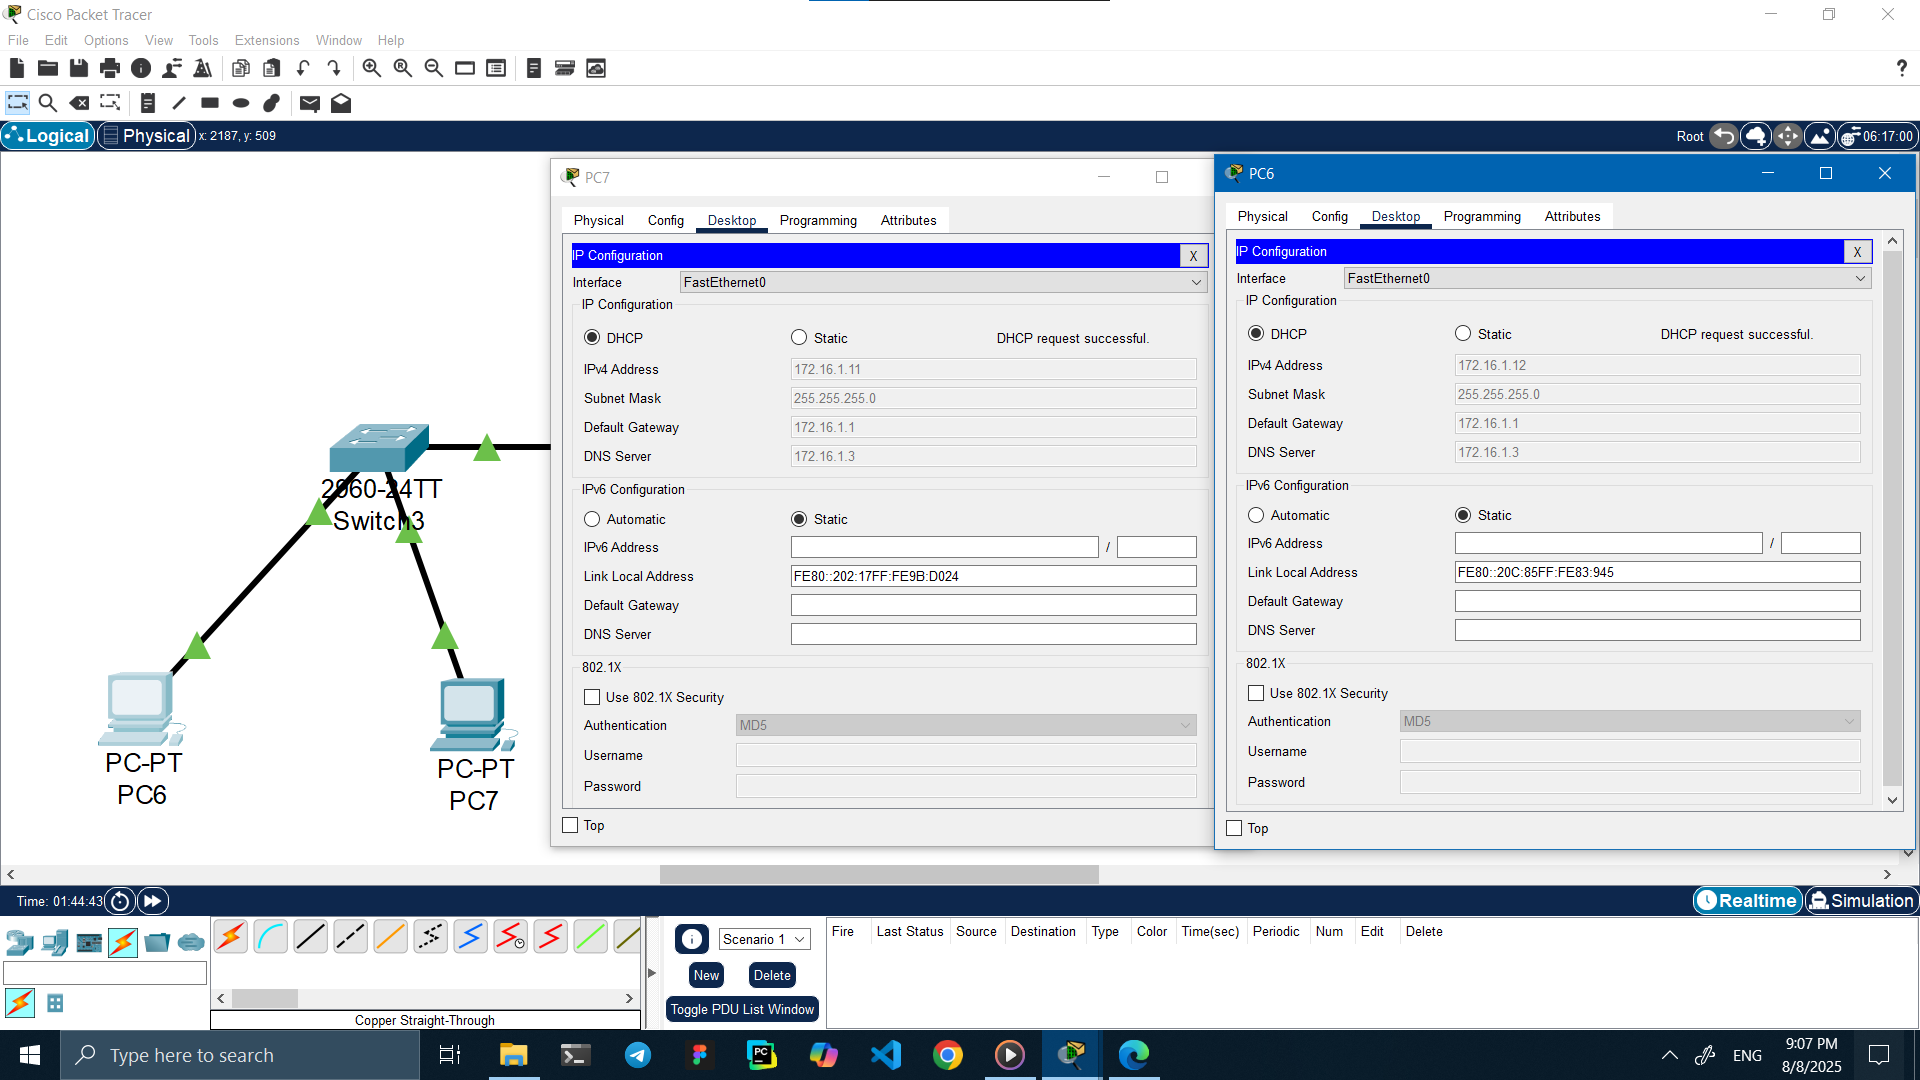 Cisco Packet Tracer
File Edit Options View Tools Extensions Window Help
Logical Physical x: 2187, y: 509 Root 06:17:00
2960-24TT
Switch3
PC-PT
PC6
PC-PT
PC7
PC7
Physical Config Desktop Programming Attributes
IP Configuration X
Interface FastEthernet0
IP Configuration
DHCP Static DHCP request successful.
IPv4 Address 172.16.1.11
Subnet Mask 255.255.255.0
Default Gateway 172.16.1.1
DNS Server 172.16.1.3
IPv6 Configuration
Automatic Static
IPv6 Address /
Link Local Address FE80::202:17FF:FE9B:D024
Default Gateway
DNS Server
802.1X
Use 802.1X Security
Authentication MD5
Username
Password
Top
PC6
Physical Config Desktop Programming Attributes
IP Configuration X
Interface FastEthernet0
IP Configuration
DHCP Static DHCP request successful.
IPv4 Address 172.16.1.12
Subnet Mask 255.255.255.0
Default Gateway 172.16.1.1
DNS Server 172.16.1.3
IPv6 Configuration
Automatic Static
IPv6 Address /
Link Local Address FE80::20C:85FF:FE83:945
Default Gateway
DNS Server
802.1X
Use 802.1X Security
Authentication MD5
Username
Password
Top
Time: 01:44:43 Realtime Simulation
Scenario 1
New Delete
Toggle PDU List Window
Fire Last Status Source Destination Type Color Time(sec) Periodic Num Edit Delete
Copper Straight-Through
Type here to search
PC
ENG
9:07 PM
8/8/2025